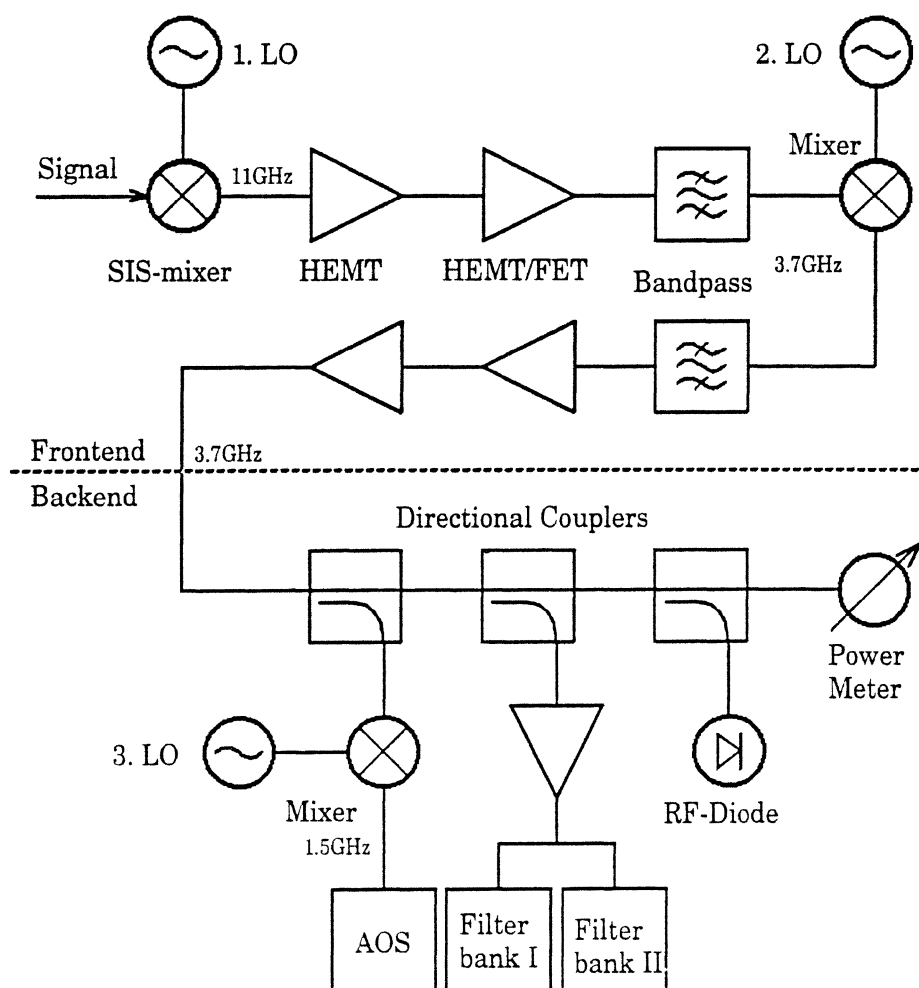 1. LO
2. LO
Signal
11GHz
Mixer
SIS-mixer
HEMT
HEMT/FET
Bandpass
3.7GHz
Frontend
3.7GHz
Backend
Directional Couplers
Power
Meter
3. LO
Mixer
1.5GHz
RF-Diode
AOS
Filter
bank I
Filter
bank II